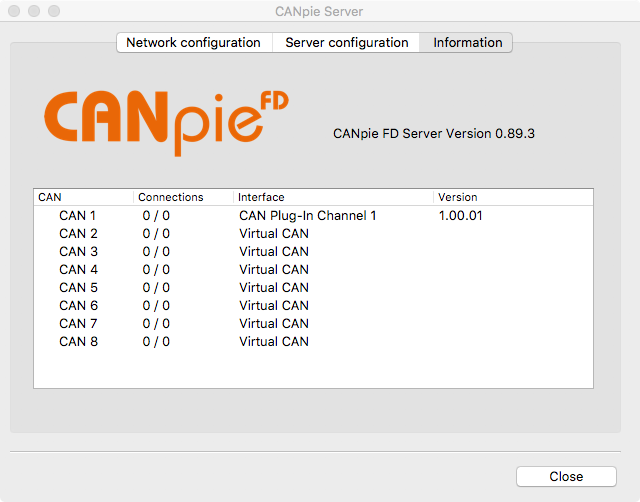 CANpie Server
Network configuration Server configuration Information
CANpie FD
CANpie FD Server Version 0.89.3
CAN Connections Interface Version
CAN 1 0 / 0 CAN Plug-In Channel 1 1.00.01
CAN 2 0 / 0 Virtual CAN
CAN 3 0 / 0 Virtual CAN
CAN 4 0 / 0 Virtual CAN
CAN 5 0 / 0 Virtual CAN
CAN 6 0 / 0 Virtual CAN
CAN 7 0 / 0 Virtual CAN
CAN 8 0 / 0 Virtual CAN
Close